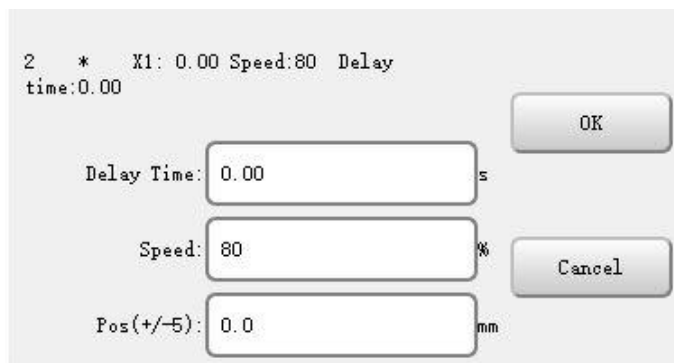 2 * X1: 0.00 Speed:80 Delay
time:0.00
OK
Delay Time: 0.00 s
Speed: 80 %
Cancel
Pos(+/-5): 0.0 mm